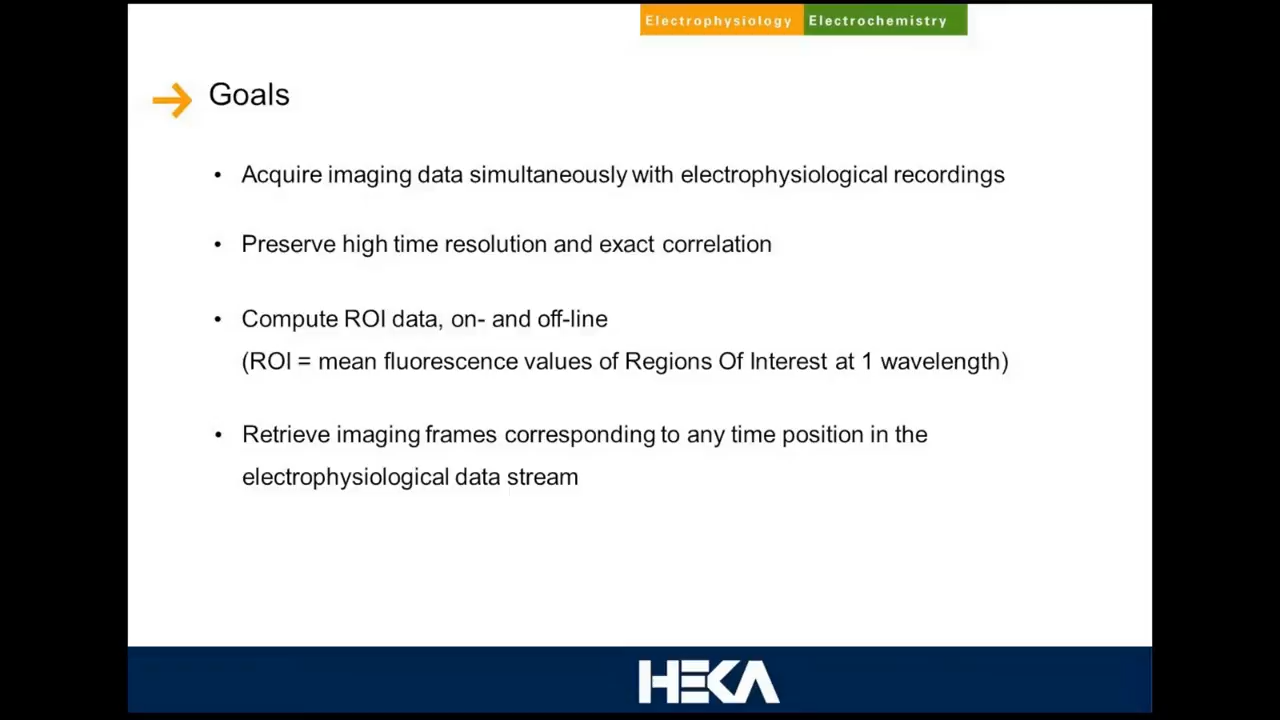 Electrophysiology Electrochemistry
Goals
• Acquire imaging data simultaneously with electrophysiological recordings
• Preserve high time resolution and exact correlation
• Compute ROI data, on- and off-line
(ROI = mean fluorescence values of Regions Of Interest at 1 wavelength)
• Retrieve imaging frames corresponding to any time position in the
electrophysiological data stream
HEKA